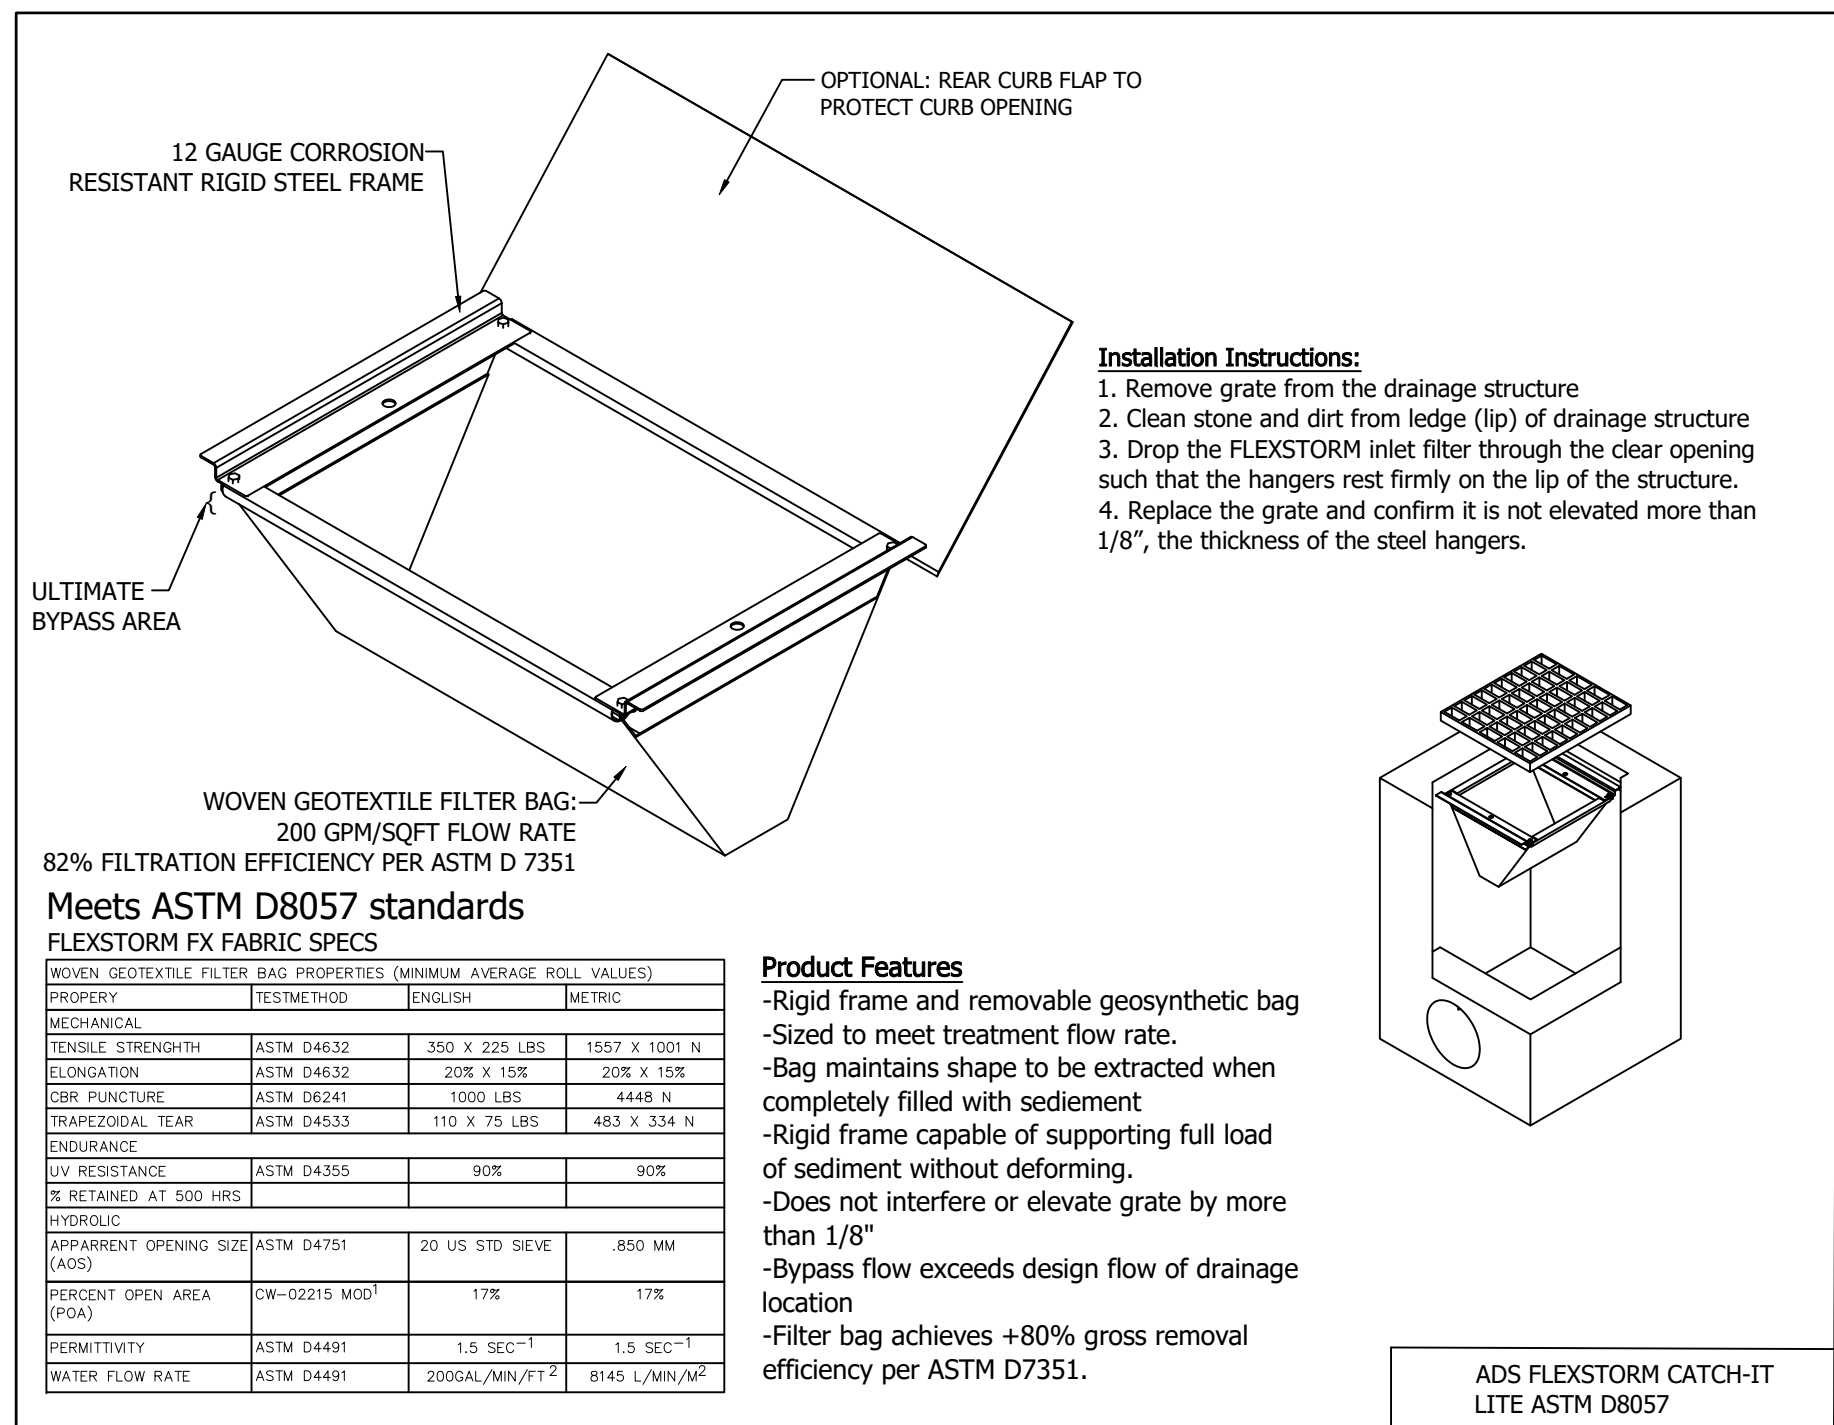 OPTIONAL: REAR CURB FLAP TO
PROTECT CURB OPENING
12 GAUGE CORROSION
RESISTANT RIGID STEEL FRAME
ULTIMATE
BYPASS AREA
Installation Instructions:
1. Remove grate from the drainage structure
2. Clean stone and dirt from ledge (lip) of drainage structure
3. Drop the FLEXSTORM inlet filter through the clear opening
such that the hangers rest firmly on the lip of the structure.
4. Replace the grate and confirm it is not elevated more than
1/8”, the thickness of the steel hangers.
WOVEN GEOTEXTILE FILTER BAG:
200 GPM/SQFT FLOW RATE
82% FILTRATION EFFICIENCY PER ASTM D 7351
Meets ASTM D8057 standards
FLEXSTORM FX FABRIC SPECS
WOVEN GEOTEXTILE FILTER BAG PROPERTIES (MINIMUM AVERAGE ROLL VALUES)
PROPERY TESTMETHOD ENGLISH METRIC
MECHANICAL
TENSILE STRENGHTH ASTM D4632 350 X 225 LBS 1557 X 1001 N
ELONGATION ASTM D4632 20% X 15% 20% X 15%
CBR PUNCTURE ASTM D6241 1000 LBS 4448 N
TRAPEZOIDAL TEAR ASTM D4533 110 X 75 LBS 483 X 334 N
ENDURANCE
UV RESISTANCE ASTM D4355 90% 90%
% RETAINED AT 500 HRS
HYDROLIC
APPARRENT OPENING SIZE ASTM D4751 20 US STD SIEVE .850 MM
(AOS)
PERCENT OPEN AREA CW–02215 MOD¹ 17% 17%
(POA)
PERMITTIVITY ASTM D4491 1.5 SEC⁻¹ 1.5 SEC⁻¹
WATER FLOW RATE ASTM D4491 200GAL/MIN/FT² 8145 L/MIN/M²
Product Features
-Rigid frame and removable geosynthetic bag
-Sized to meet treatment flow rate.
-Bag maintains shape to be extracted when
completely filled with sediement
-Rigid frame capable of supporting full load
of sediment without deforming.
-Does not interfere or elevate grate by more
than 1/8"
-Bypass flow exceeds design flow of drainage
location
-Filter bag achieves +80% gross removal
efficiency per ASTM D7351.
ADS FLEXSTORM CATCH-IT
LITE ASTM D8057